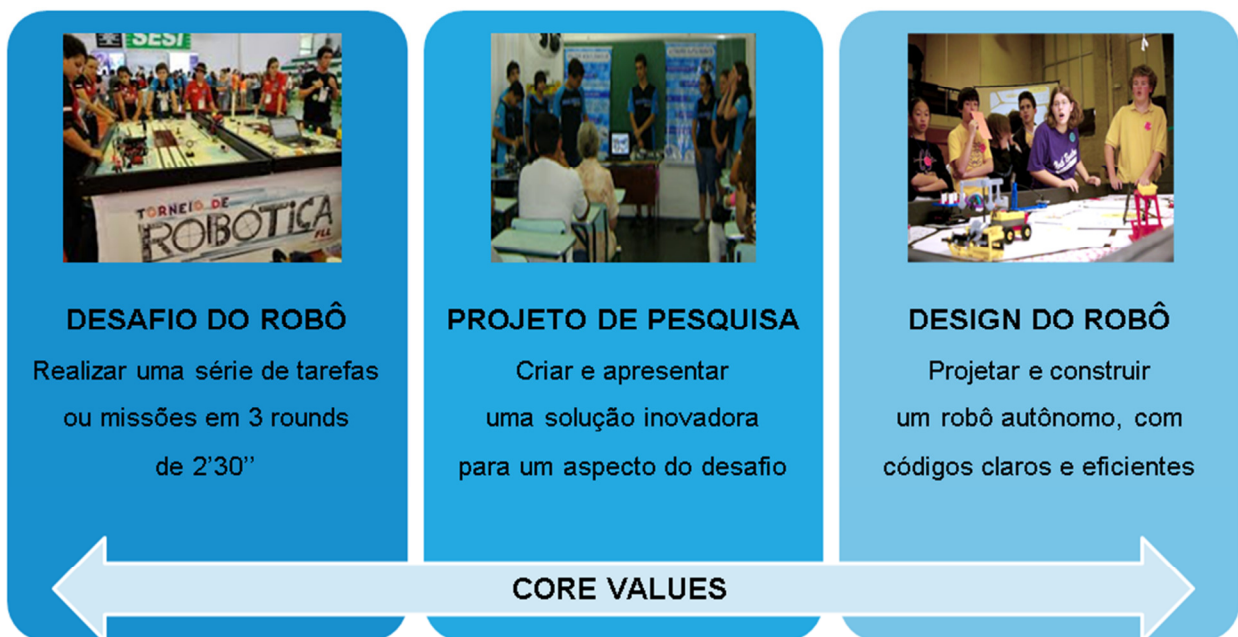 SESI
TORNEIO DE
ROBÓTICA
FLL
DESAFIO DO ROBÔ
Realizar uma série de tarefas
ou missões em 3 rounds
de 2’30”
PROJETO DE PESQUISA
Criar e apresentar
uma solução inovadora
para um aspecto do desafio
DESIGN DO ROBÔ
Projetar e construir
um robô autônomo, com
códigos claros e eficientes
CORE VALUES